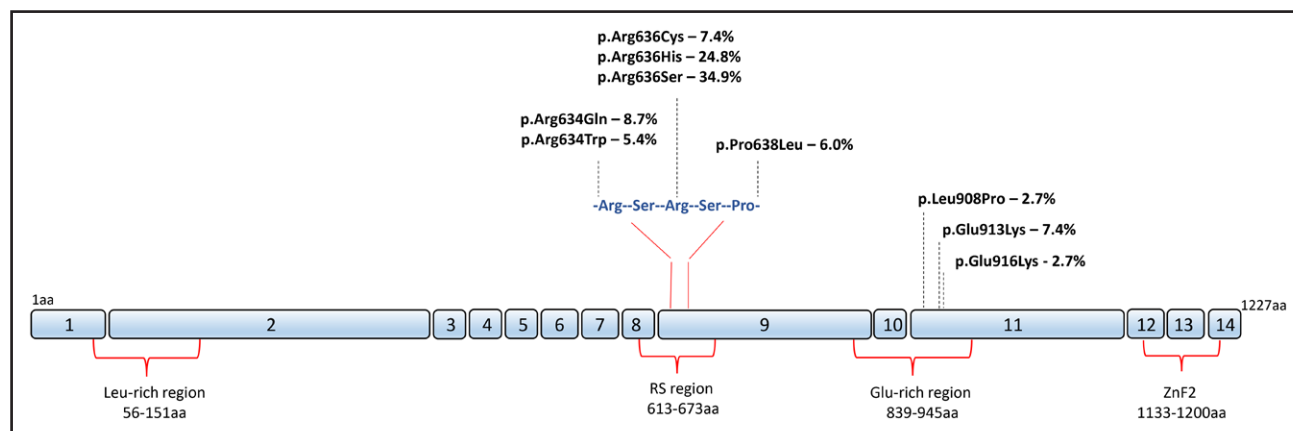 p.Arg636Cys – 7.4%
p.Arg636His – 24.8%
p.Arg636Ser – 34.9%
p.Arg634Gln – 8.7%
p.Arg634Trp – 5.4%
p.Pro638Leu – 6.0%
-Arg--Ser--Arg--Ser--Pro-
p.Leu908Pro – 2.7%
p.Glu913Lys – 7.4%
p.Glu916Lys - 2.7%
1aa
1227aa
1 2 3 4 5 6 7 8 9 10 11 12 13 14
Leu-rich region
56-151aa
RS region
613-673aa
Glu-rich region
839-945aa
ZnF2
1133-1200aa